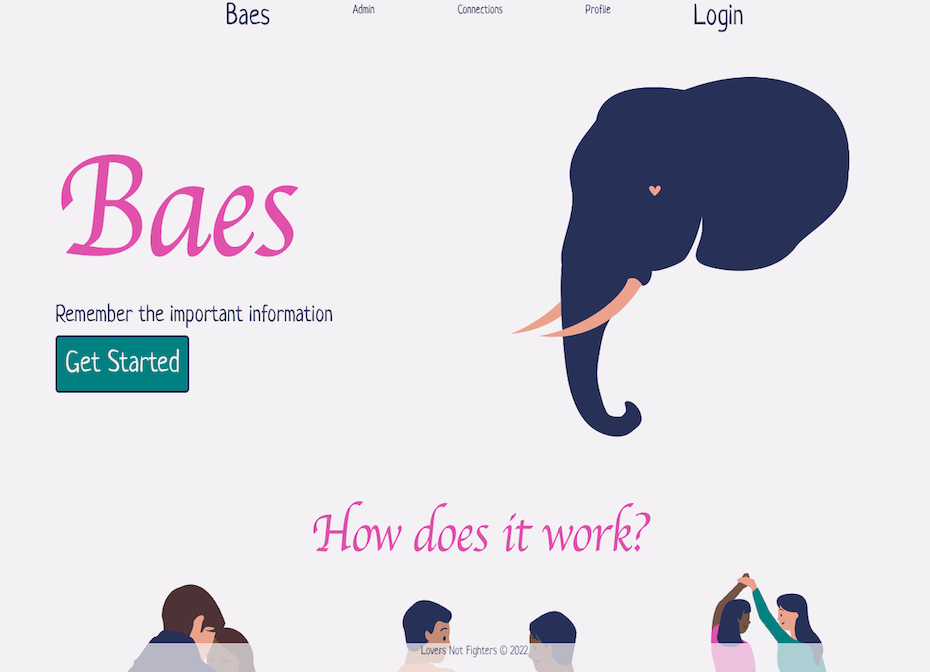 Baes Admin Connections Profile Login
Baes
Remember the important information
Get Started
How does it work?
Lovers Not Fighters © 2022